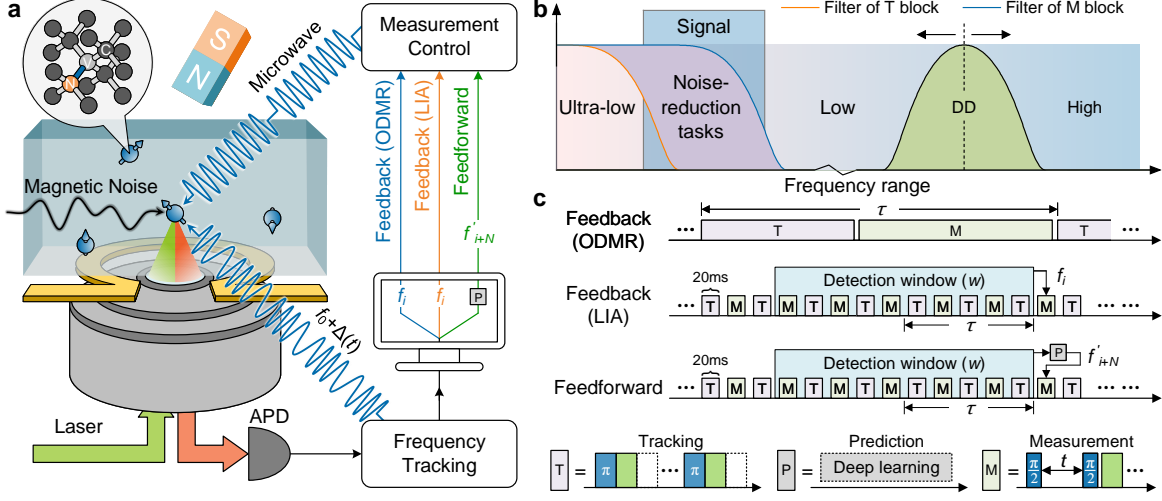 a
S
N
C
V
N
Microwave
Magnetic Noise
Measurement
Control
Feedback (ODMR)
Feedback (LIA)
Feedforward
f'i+N
fi
fi
P
f0+Δ(t)
Laser
APD
Frequency
Tracking
b
Filter of T block
Filter of M block
Signal
Ultra-low
Noise-
reduction
tasks
Low
DD
High
Frequency range
c
Feedback
(ODMR)
τ
··· T M T ···
Feedback
(LIA)
20ms
Detection window (w)
fi
··· T M T M T M T M T M T M T ··· ···
τ
Feedforward
20ms
Detection window (w)
P
f'i+N
··· T M T M T M T M T M T M T ··· ···
τ
Tracking
T = π ··· π
Prediction
P = Deep learning
Measurement
M = π/2 t π/2 ···